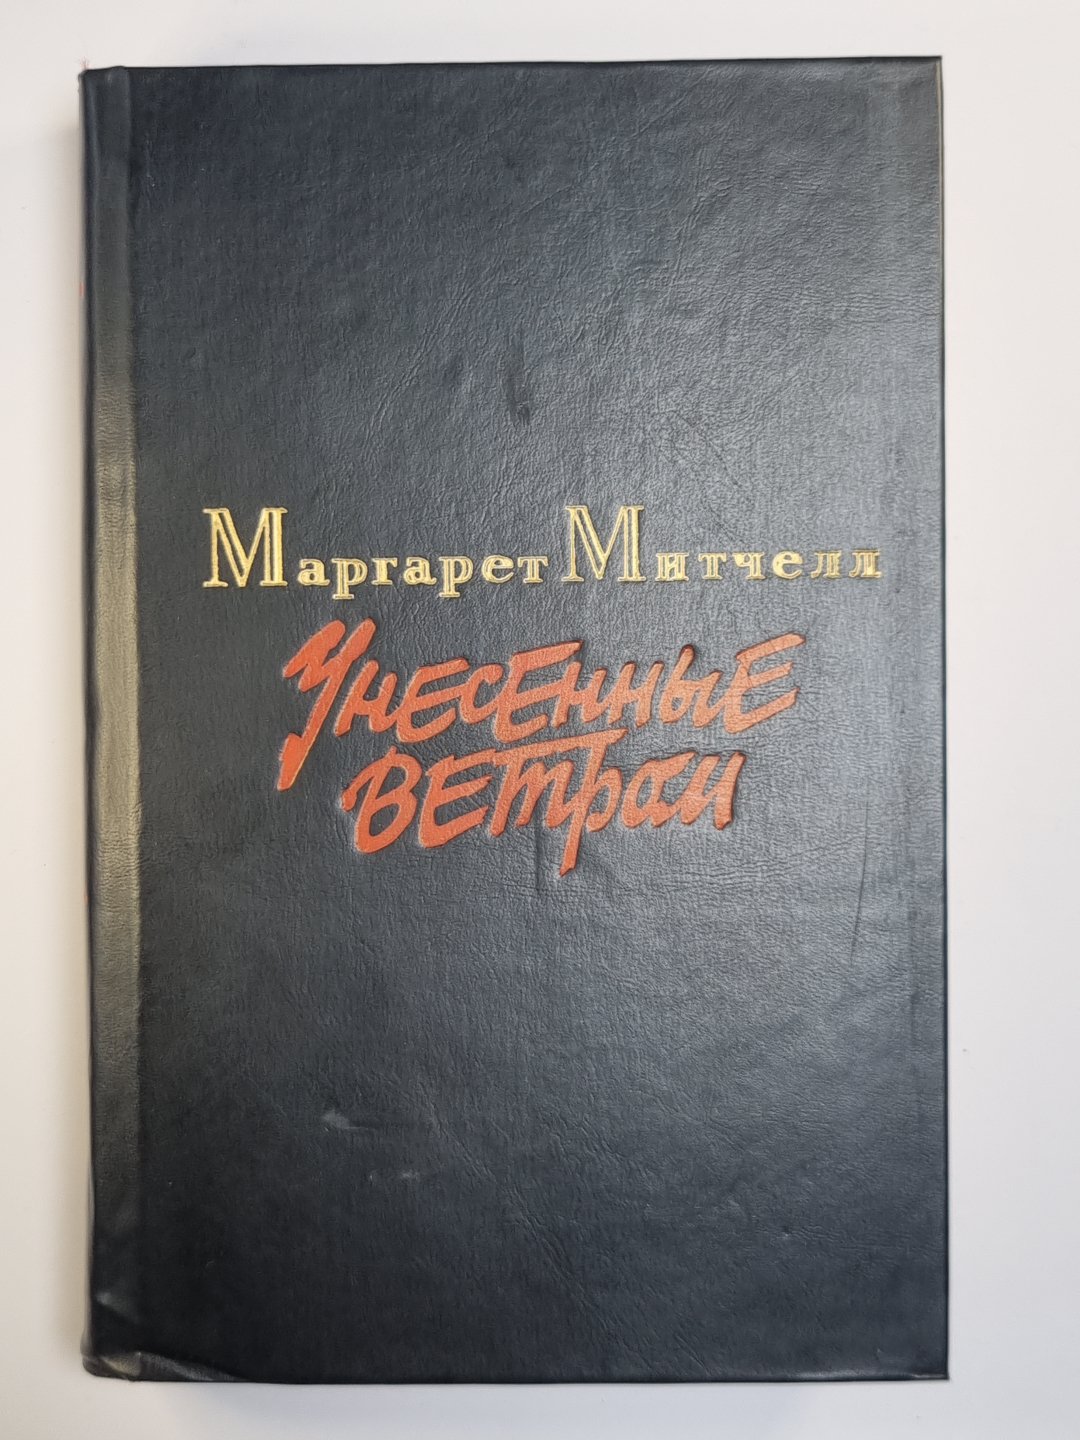 Маргарет Митчелл
Унесенные
ветром